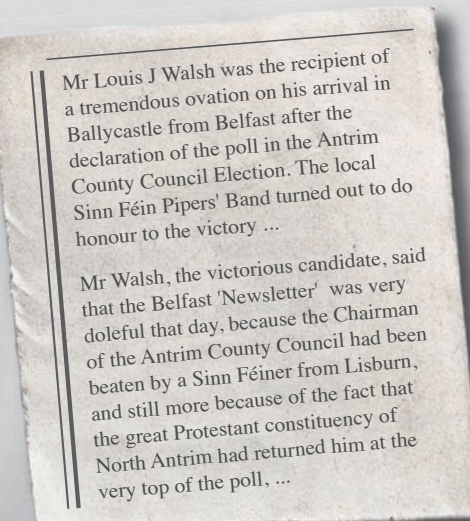 Mr Louis J Walsh was the recipient of
a tremendous ovation on his arrival in
Ballycastle from Belfast after the
declaration of the poll in the Antrim
County Council Election. The local
Sinn Féin Pipers' Band turned out to do
honour to the victory ...
Mr Walsh, the victorious candidate, said
that the Belfast 'Newsletter' was very
doleful that day, because the Chairman
of the Antrim County Council had been
beaten by a Sinn Féiner from Lisburn,
and still more because of the fact that
the great Protestant constituency of
North Antrim had returned him at the
very top of the poll, ...